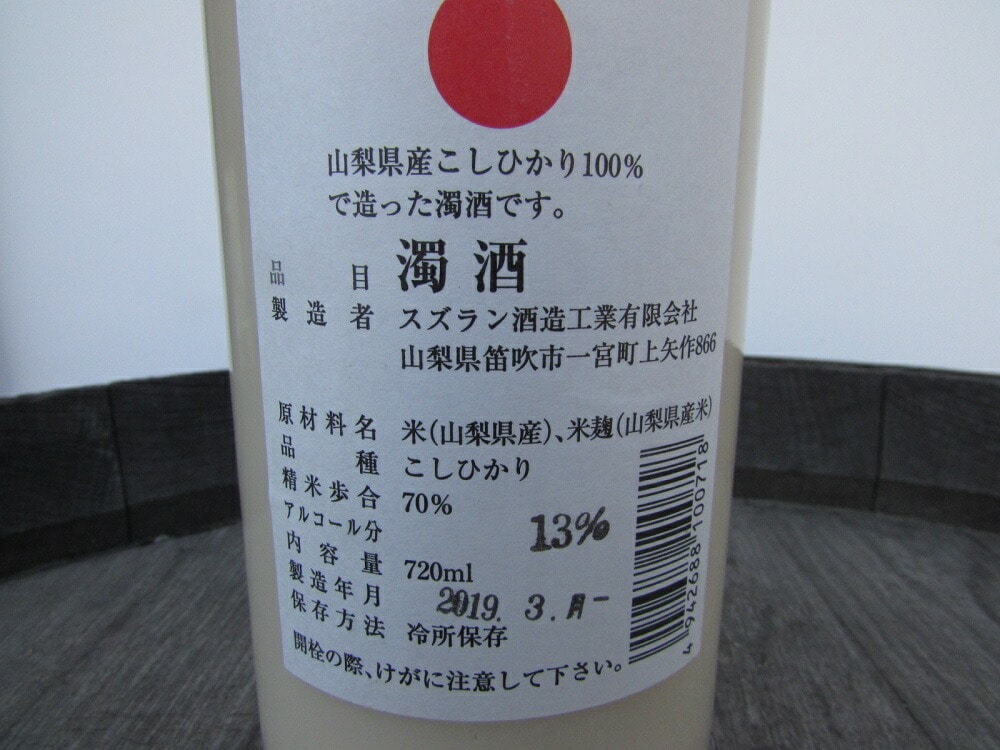 山梨県産こしひかり100%
で造った濁酒です。
品目 濁酒
製造者 スズラン酒造工業有限会社
山梨県笛吹市一宮町上矢作866
原材料名 米(山梨県産)、米麹(山梨県産米)
品種 こしひかり
精米歩合 70%
アルコール分 13%
内容量 720ml
製造年月 2019.3.月-
保存方法 冷所保存
開栓の際、けがに注意して下さい。
4942688100718